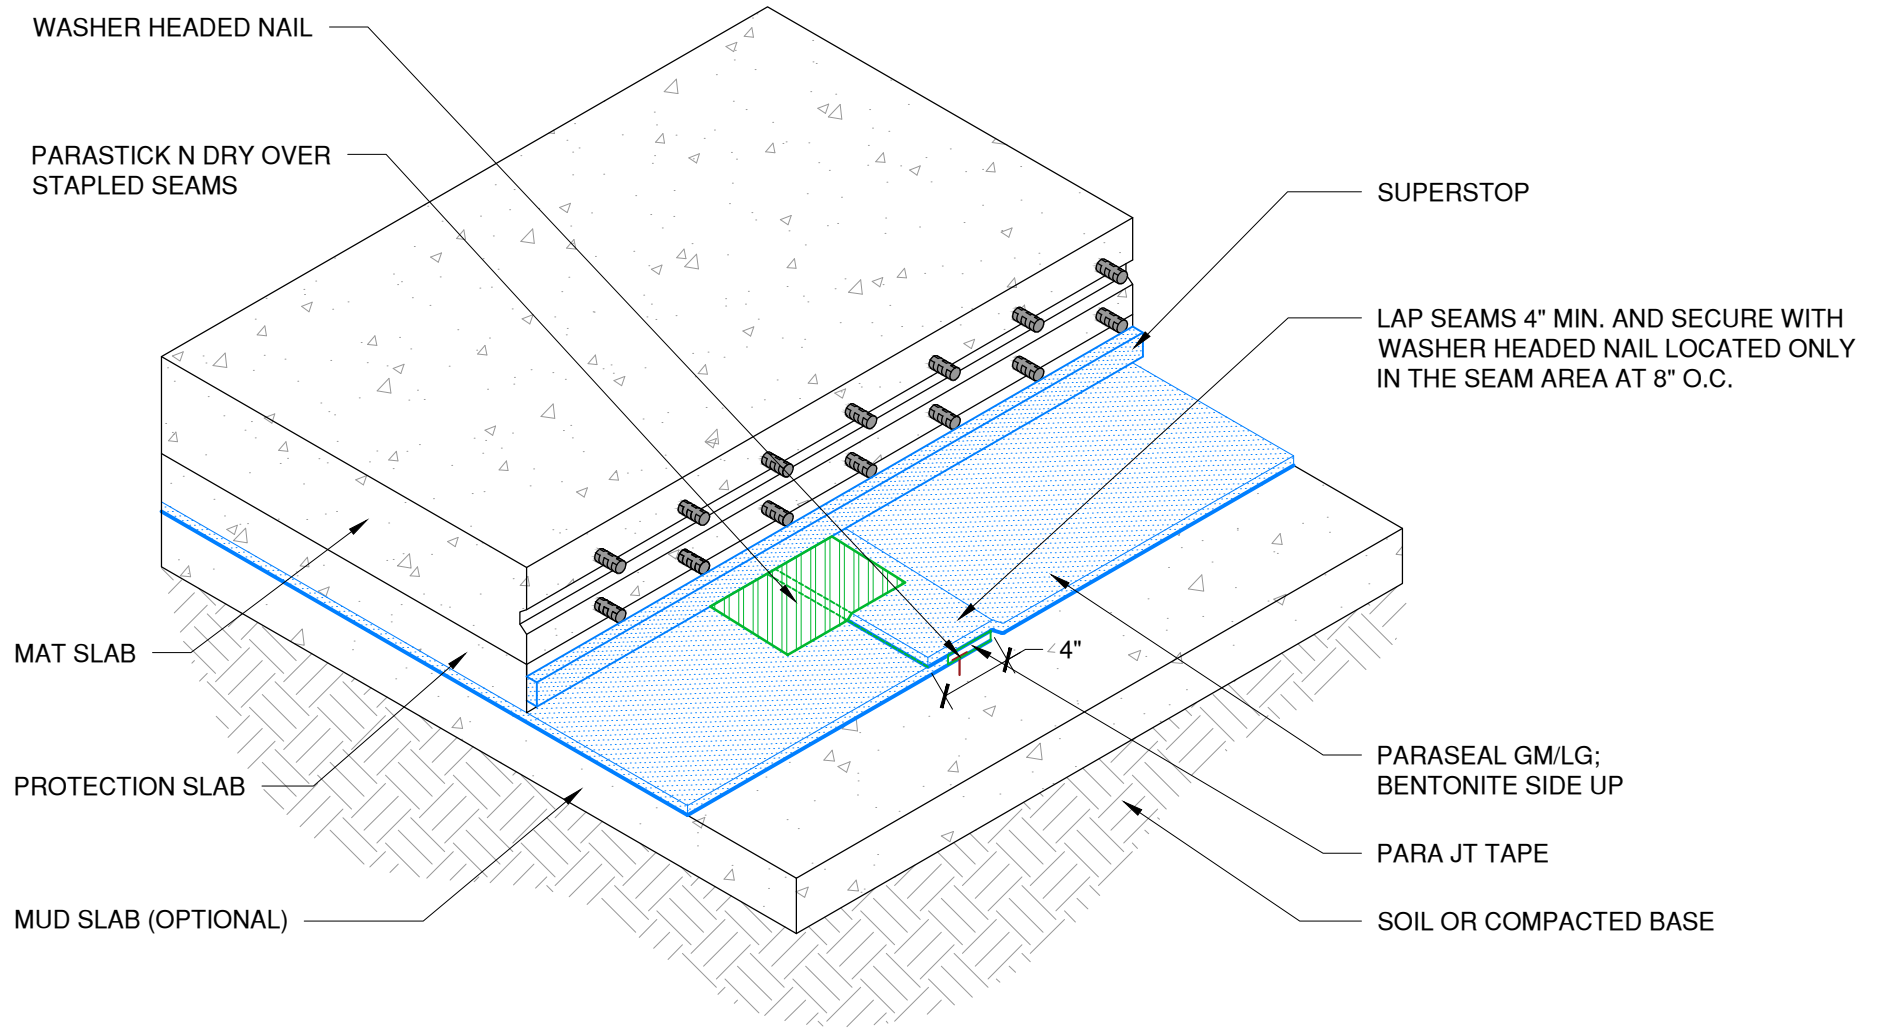 WASHER HEADED NAIL
PARASTICK N DRY OVER
STAPLED SEAMS
SUPERSTOP
LAP SEAMS 4" MIN. AND SECURE WITH
WASHER HEADED NAIL LOCATED ONLY
IN THE SEAM AREA AT 8" O.C.
MAT SLAB
4"
PROTECTION SLAB
PARASEAL GM/LG;
BENTONITE SIDE UP
PARA JT TAPE
MUD SLAB (OPTIONAL)
SOIL OR COMPACTED BASE